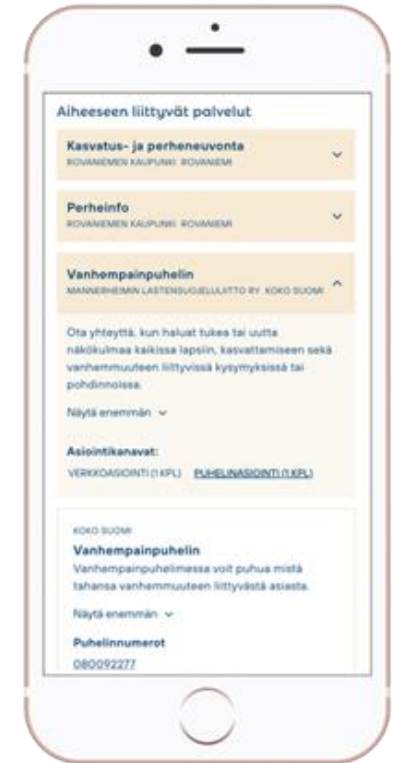 Aiheeseen liittyvät palvelut
Kasvatus- ja perheneuvonta
ROVANIEMEN KAUPUNKI ROVANIEMI
Perheinfo
ROVANIEMEN KAUPUNKI ROVANIEMI
Vanhempainpuhelin
MANNERHEIMIN LASTENSUOJELULIITTO RY KOKO SUOMI
Ota yhteyttä, kun haluat tukea tai uutta
näkökulmaa kaikissa lapsiin, kasvattamiseen sekä
vanhemmuuteen liittyvissä kysymyksissä tai
pohdinnoissa.
Näytä enemmän
Asiointikanavat:
VERKKOASIOINTI (1 KPL) PUHELINASIOINTI (1 KPL)
KOKO SUOMI
Vanhempainpuhelin
Vanhempainpuhelimessa voit puhua mistä
tahansa vanhemmuuteen liittyvästä asiasta.
Näytä enemmän
Puhelinnumerot
080092277